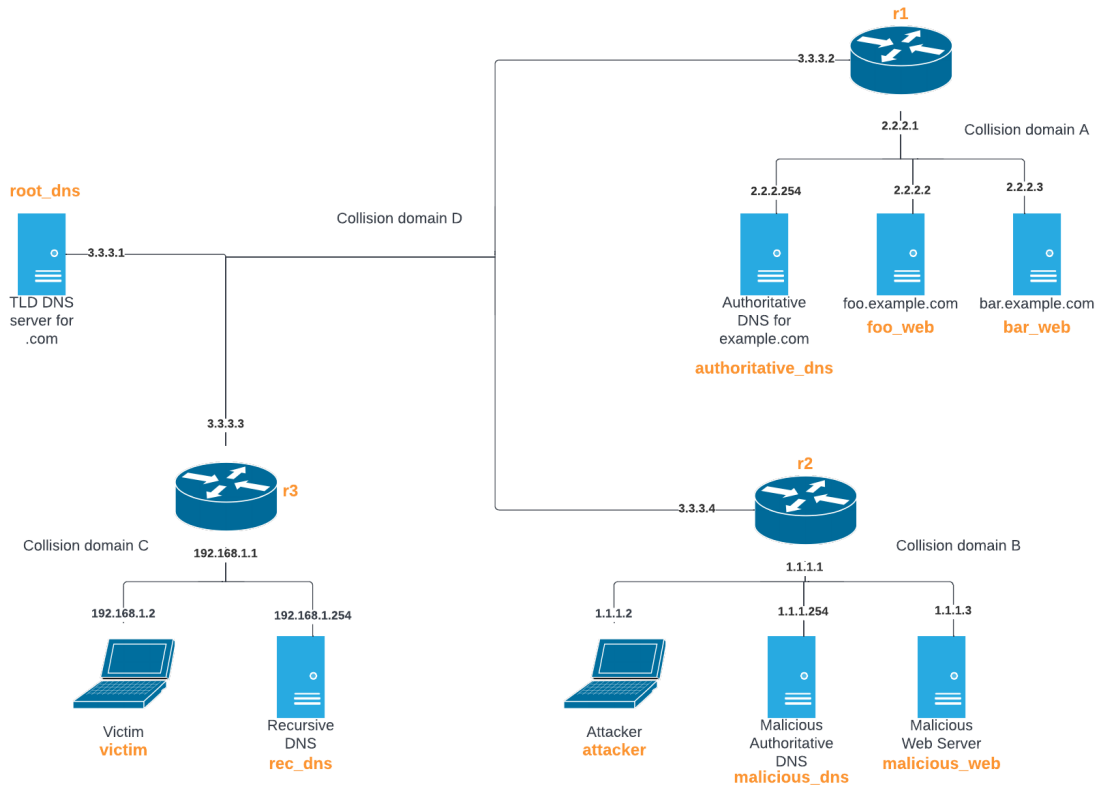 r1
3.3.3.2
2.2.2.1
Collision domain A
root_dns
2.2.2.254
2.2.2.2
2.2.2.3
Collision domain D
3.3.3.1
TLD DNS
server for
.com
Authoritative
DNS for
example.com
authoritative_dns
foo.example.com
foo_web
bar.example.com
bar_web
3.3.3.3
r3
r2
3.3.3.4
Collision domain C
192.168.1.1
Collision domain B
1.1.1.1
192.168.1.2
192.168.1.254
1.1.1.2
1.1.1.254
1.1.1.3
Victim
victim
Recursive
DNS
rec_dns
Attacker
attacker
Malicious
Authoritative
DNS
malicious_dns
Malicious
Web Server
malicious_web